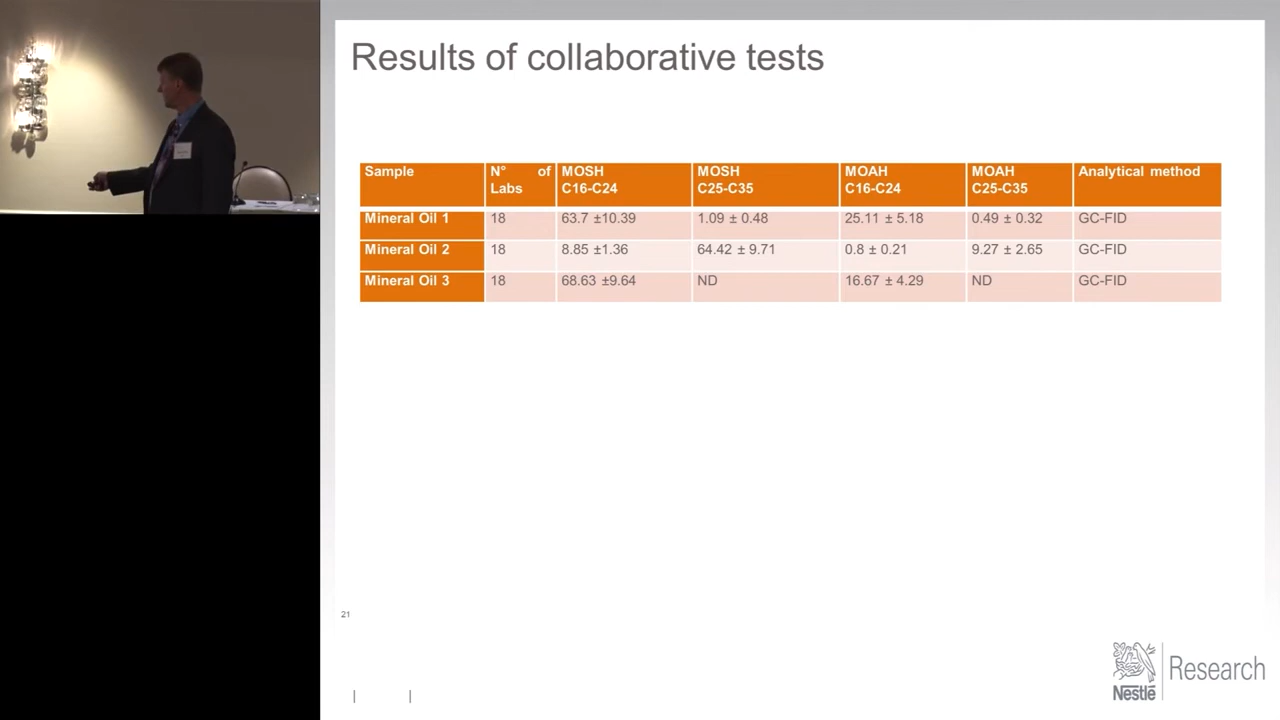 Results of collaborative tests
Sample N° of Labs MOSH C16-C24 MOSH C25-C35 MOAH C16-C24 MOAH C25-C35 Analytical method
Mineral Oil 1 18 63.7 ±10.39 1.09 ± 0.48 25.11 ± 5.18 0.49 ± 0.32 GC-FID
Mineral Oil 2 18 8.85 ±1.36 64.42 ± 9.71 0.8 ± 0.21 9.27 ± 2.65 GC-FID
Mineral Oil 3 18 68.63 ±9.64 ND 16.67 ± 4.29 ND GC-FID
21
Nestlé Research